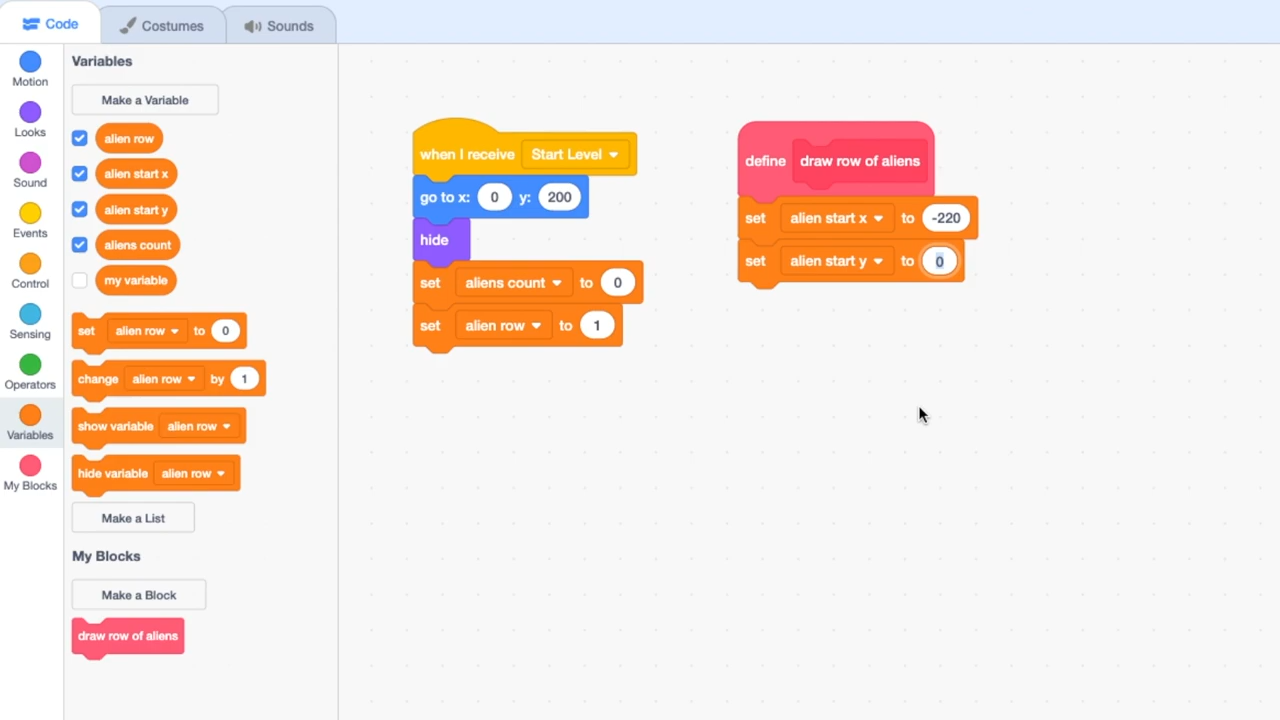 Code
Costumes
Sounds
Motion
Looks
Sound
Events
Control
Sensing
Operators
Variables
My Blocks
Variables
Make a Variable
alien row
alien start x
alien start y
aliens count
my variable
set alien row to 0
change alien row by 1
show variable alien row
hide variable alien row
Make a List
My Blocks
Make a Block
draw row of aliens
when I receive Start Level
go to x: 0 y: 200
hide
set aliens count to 0
set alien row to 1
define draw row of aliens
set alien start x to -220
set alien start y to 0